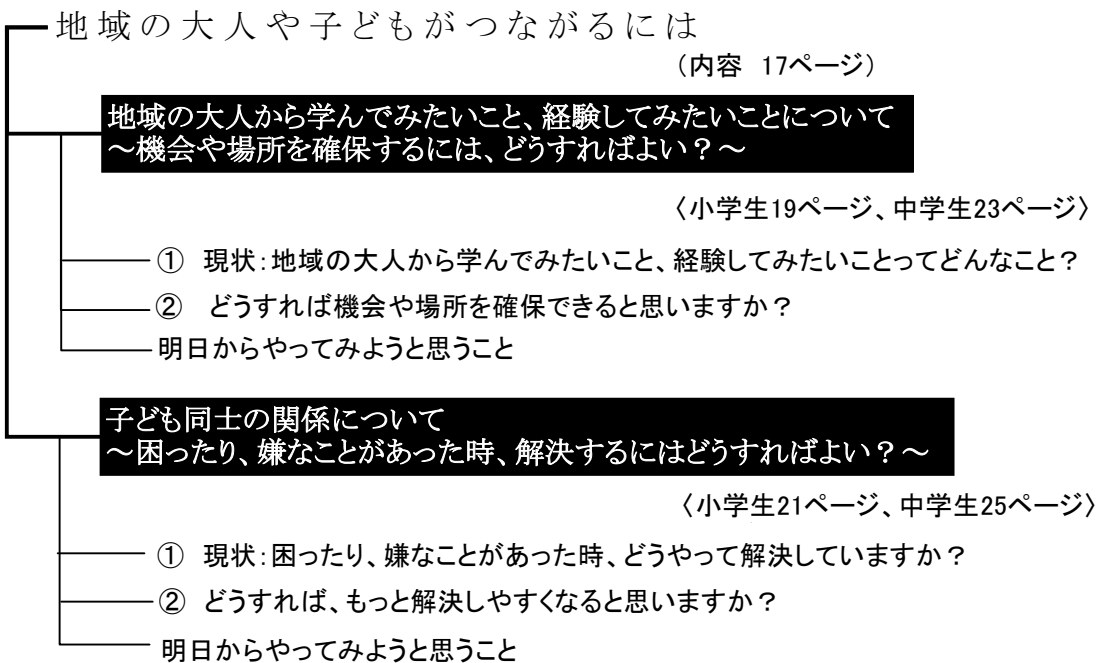 地域の大人や子どもがつながるには
（内容　17ページ）
地域の大人から学んでみたいこと、経験してみたいことについて
～機会や場所を確保するには、どうすればよい？～
〈小学生19ページ、中学生23ページ〉
①　現状：地域の大人から学んでみたいこと、経験してみたいことってどんなこと？
②　どうすれば機会や場所を確保できると思いますか？
明日からやってみようと思うこと
子ども同士の関係について
～困ったり、嫌なことがあった時、解決するにはどうすればよい？～
〈小学生21ページ、中学生25ページ〉
①　現状：困ったり、嫌なことがあった時、どうやって解決していますか？
②　どうすれば、もっと解決しやすくなると思いますか？
明日からやってみようと思うこと